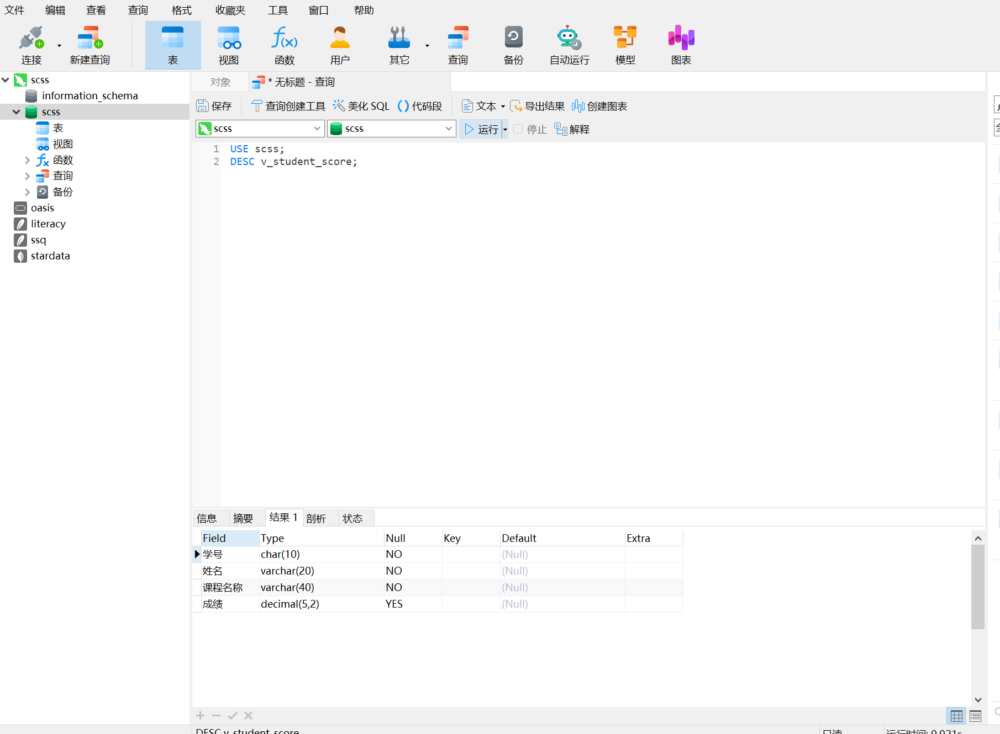 文件 编辑 查看 查询 格式 收藏夹 工具 窗口 帮助
连接 新建查询 表 视图 函数 用户 其它 查询 备份 自动运行 模型 图表
scss
information_schema
scss
表
视图
函数
查询
备份
oasis
literacy
ssq
stardata
对象 * 无标题 - 查询
保存 查询创建工具 美化 SQL 代码段 文本 导出结果 创建图表
scss scss 运行 停止 解释
1 USE scss;
2 DESC v_student_score;
信息 摘要 结果 1 剖析 状态
Field Type Null Key Default Extra
学号 char(10) NO (Null)
姓名 varchar(20) NO (Null)
课程名称 varchar(40) NO (Null)
成绩 decimal(5,2) YES (Null)
DESC v_student_score 只读 运行时间: 0.021s